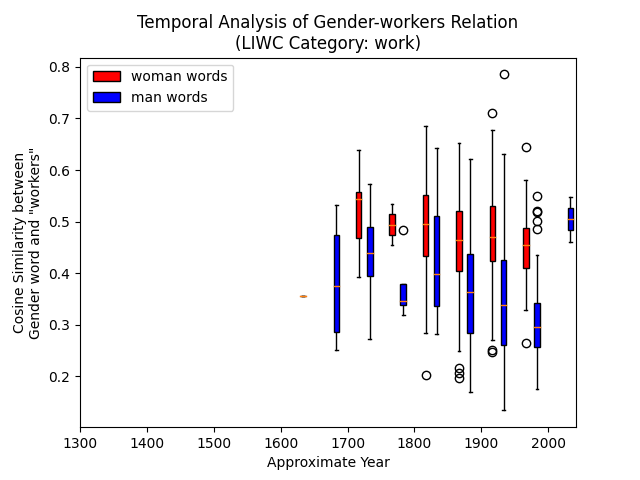 Temporal Analysis of Gender-workers Relation
(LIWC Category: work)
woman words
man words
Cosine Similarity between
Gender word and "workers"
0.8
0.7
0.6
0.5
0.4
0.3
0.2
1300 1400 1500 1600 1700 1800 1900 2000
Approximate Year